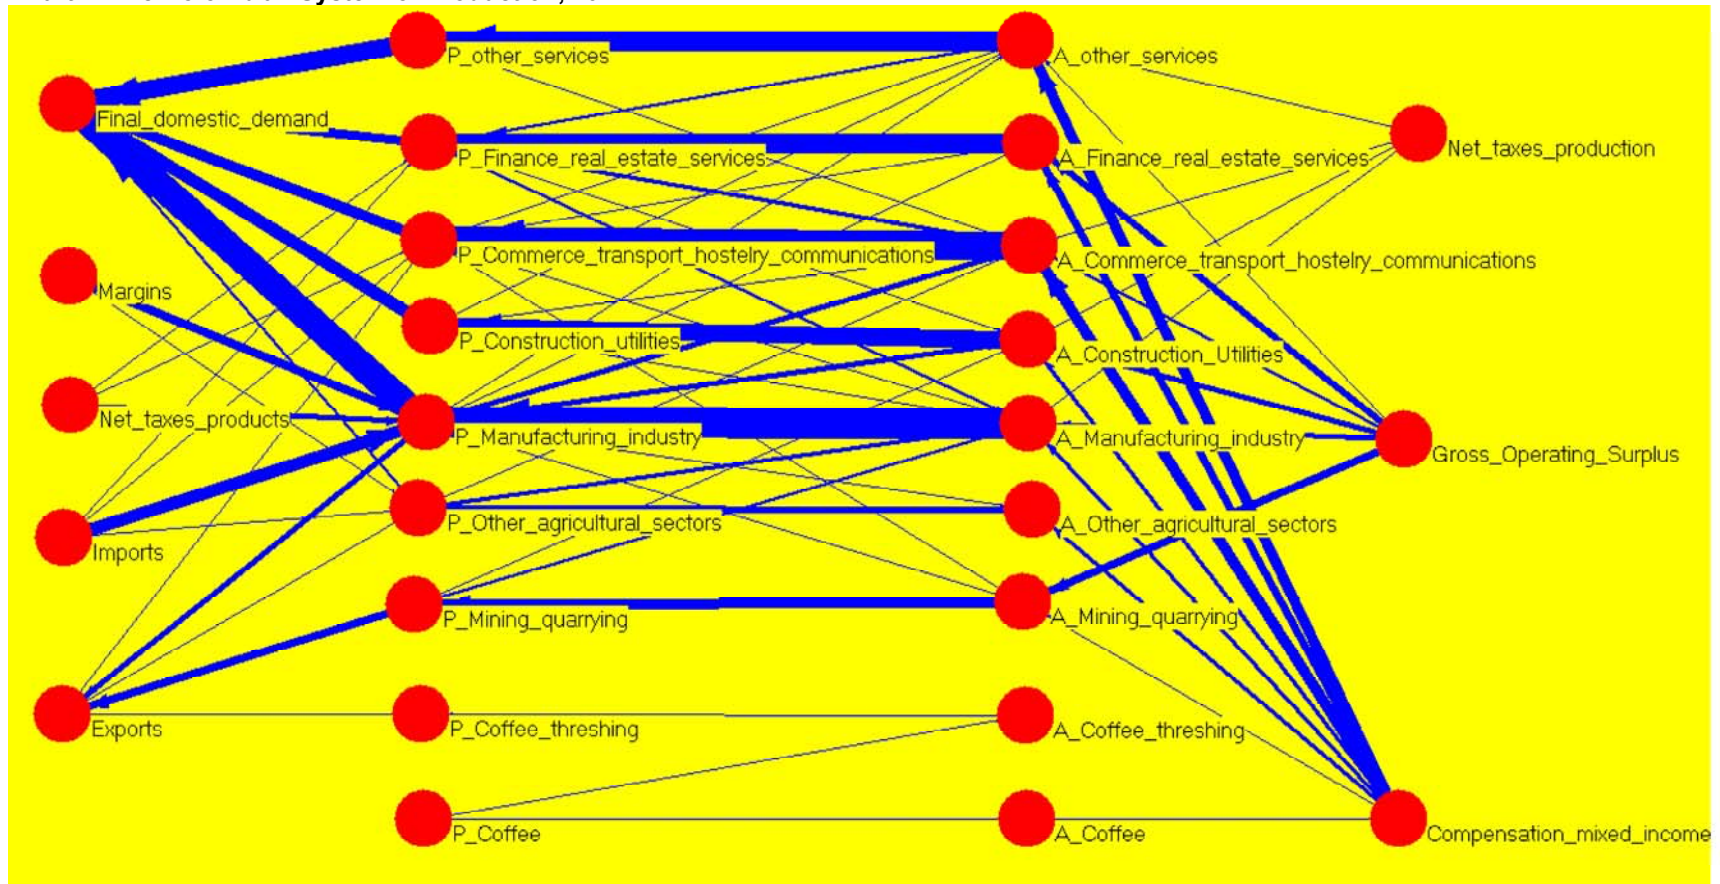 P_other_services
A_other_services
Final_domestic_demand
Net_taxes_production
P_Finance_real_estate_services
A_Finance_real_estate_services
P_Commerce_transport_hostelry_communications
A_Commerce_transport_hostelry_communications
Margins
P_Construction_utilities
A_Construction_Utilities
Net_taxes_products
P_Manufacturing_industry
A_Manufacturing_industry
Gross_Operating_Surplus
P_Other_agricultural_sectors
A_Other_agricultural_sectors
Imports
P_Mining_quarrying
A_Mining_quarrying
Exports
P_Coffee_threshing
A_Coffee_threshing
P_Coffee
A_Coffee
Compensation_mixed_income